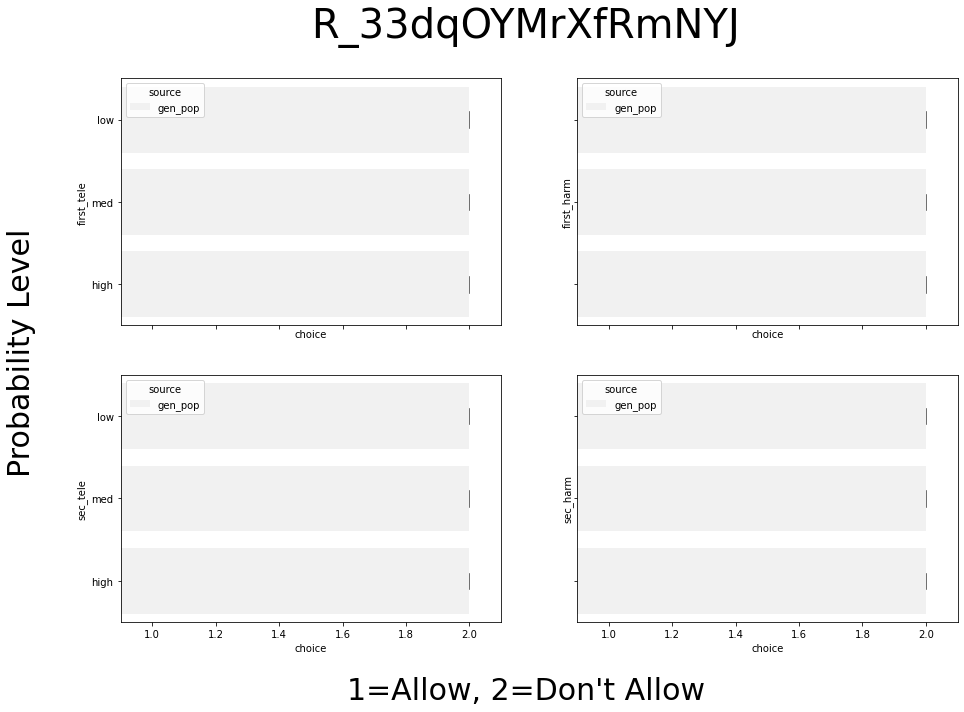 R_33dqOYMrXfRmNYJ
Probability Level
source
gen_pop
low
med
high
first_tele
choice
source
gen_pop
first_harm
choice
source
gen_pop
low
med
high
sec_tele
1.0 1.2 1.4 1.6 1.8 2.0
choice
source
gen_pop
sec_harm
1.0 1.2 1.4 1.6 1.8 2.0
choice
1=Allow, 2=Don't Allow